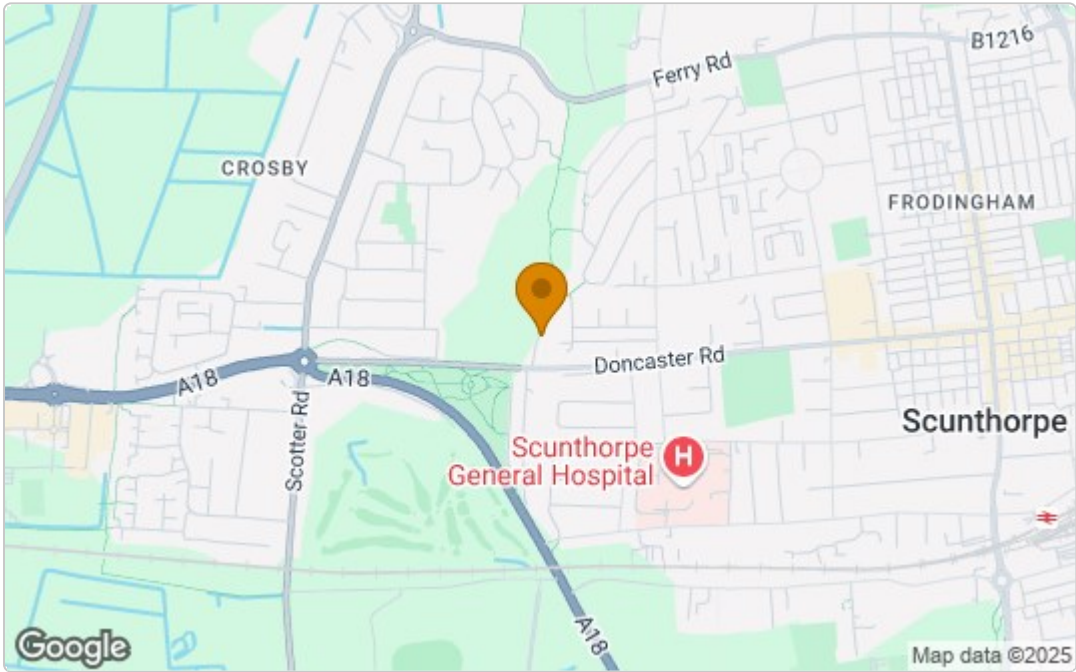 B1216
Ferry Rd
CROSBY
FRODINGHAM
Doncaster Rd
A18
A18
Scotter Rd
Scunthorpe
Scunthorpe
General Hospital
H
A18
Google
Map data ©2025